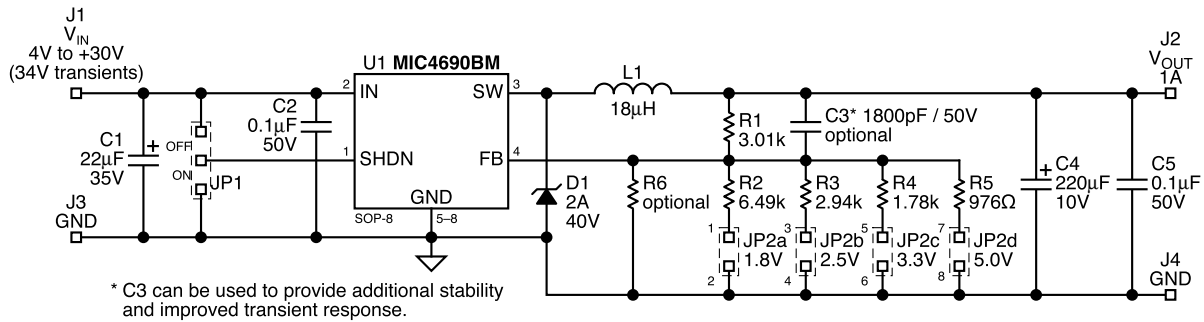 J1
VIN
4V to +30V
(34V transients)
J3
GND
C1
22µF
35V
+
OFF
ON
JP1
C2
0.1µF
50V
U1 MIC4690BM
2
IN
SW
3
1
SHDN
FB
4
GND
SOP-8
5–8
D1
2A
40V
L1
18µH
R1
3.01k
C3* 1800pF / 50V
optional
R6
optional
R2
6.49k
R3
2.94k
R4
1.78k
R5
976Ω
1
JP2a
1.8V
2
3
JP2b
2.5V
4
5
JP2c
3.3V
6
7
JP2d
5.0V
8
+
C4
220µF
10V
C5
0.1µF
50V
J2
VOUT
1A
J4
GND
* C3 can be used to provide additional stability
and improved transient response.